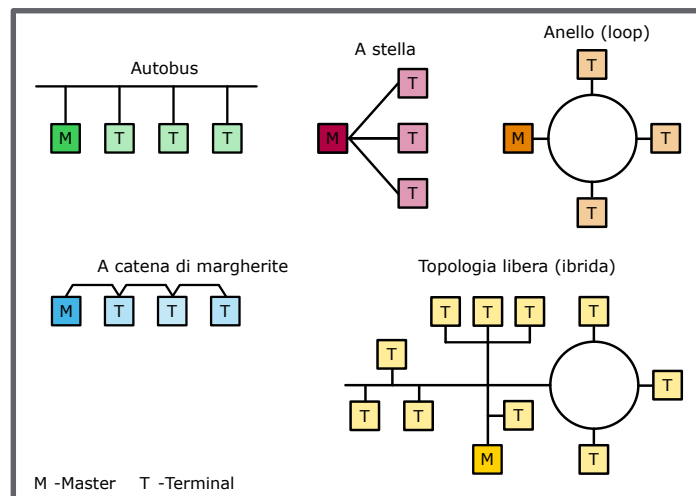 Autobus
M T T T
A stella
M T T T
Anello (loop)
T
M T
T
A catena di margherite
M T T T
Topologia libera (ibrida)
T T T T
T T
T T T
M T
M -Master T -Terminal